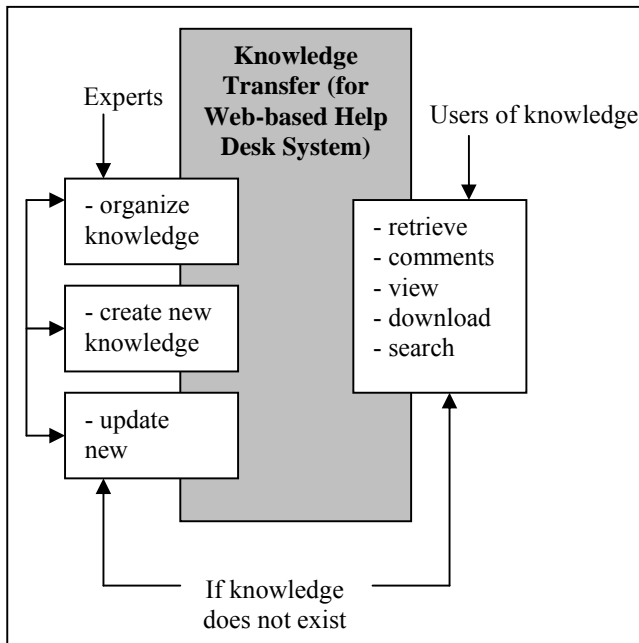 Knowledge
Transfer (for
Web-based Help
Desk System)
Experts
Users of knowledge
- organize
knowledge
- create new
knowledge
- update
new
- retrieve
- comments
- view
- download
- search
If knowledge
does not exist